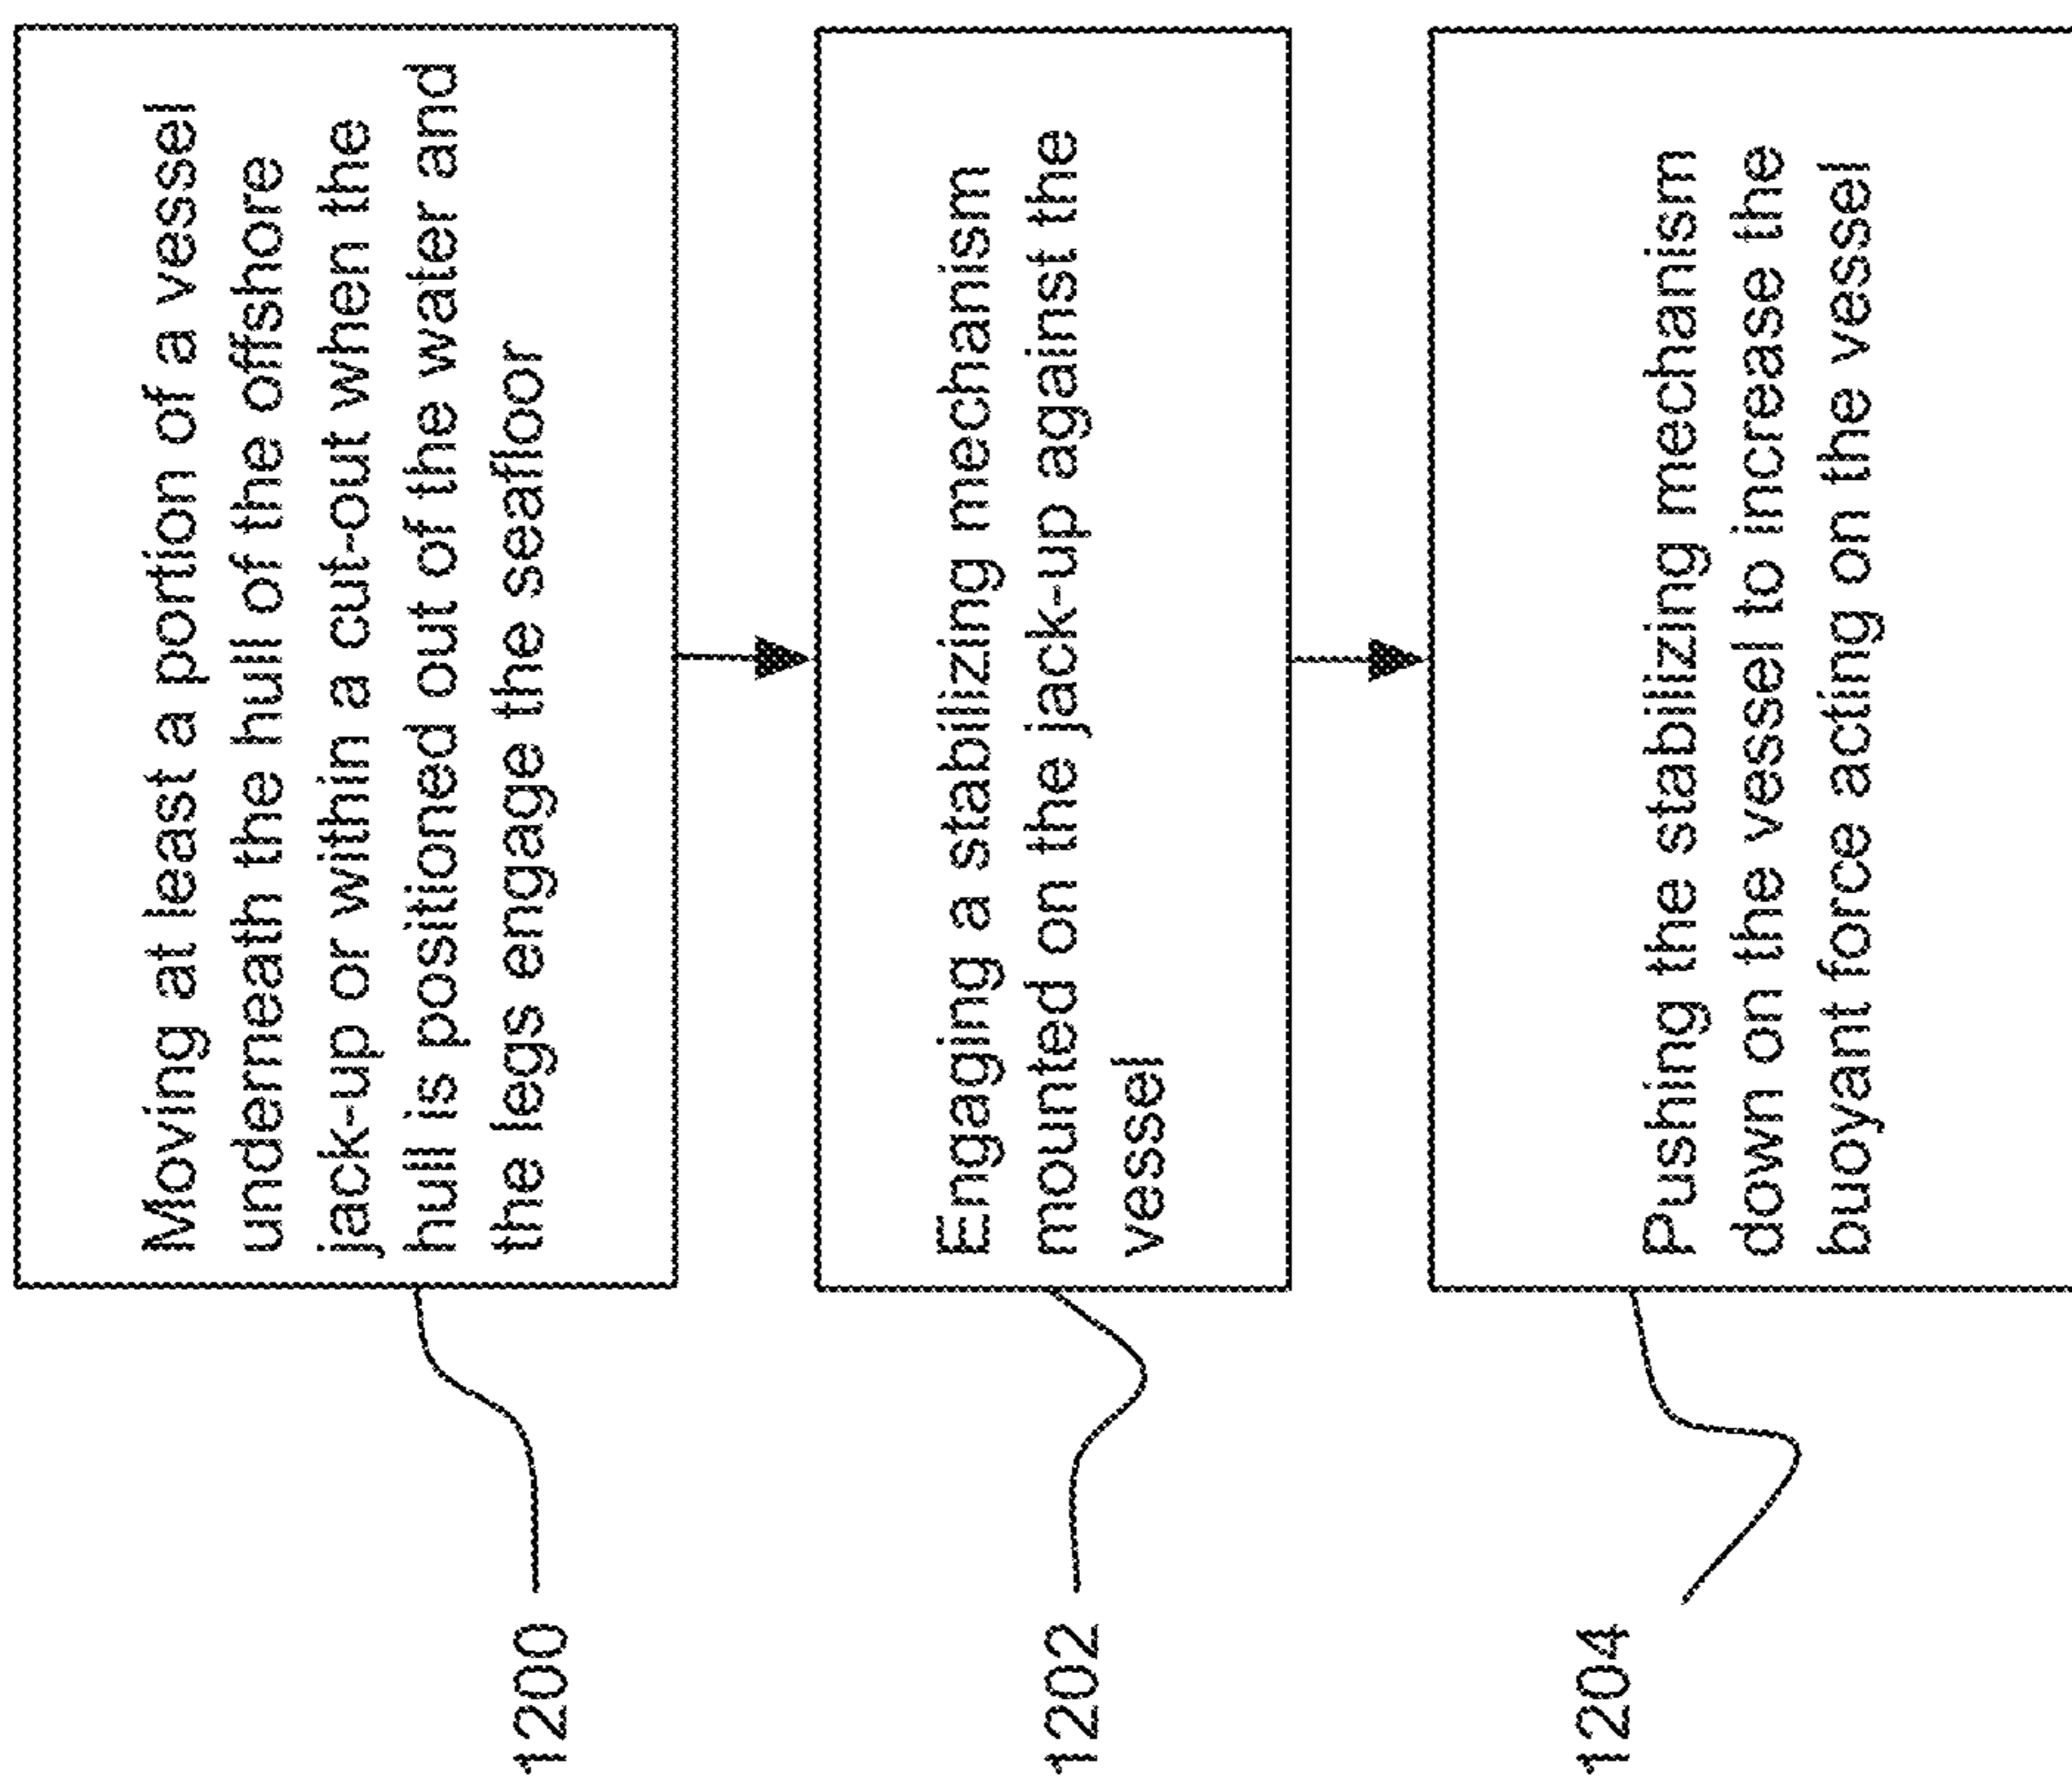 1200
Moving at least a portion of a vessel
underneath the hull of the offshore
jack-up or within a cut-out when the
hull is positioned out of the water and
the legs engage the seafloor
1202
Engaging a stabilizing mechanism
mounted on the jack-up against the
vessel
1204
Pushing the stabilizing mechanism
down on the vessel to increase the
buoyant force acting on the vessel